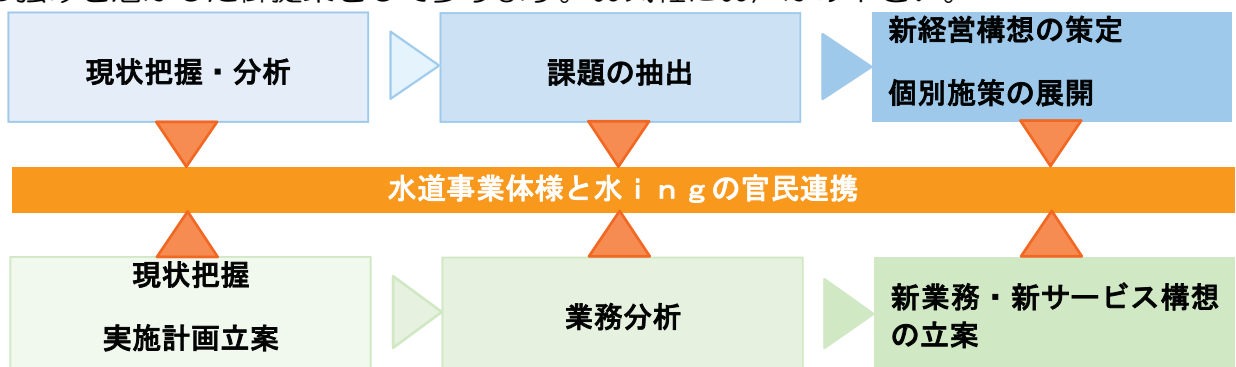 現状把握・分析
課題の抽出
新経営構想の策定
個別施策の展開
水道事業体様と水ｉｎｇの官民連携
現状把握
実施計画立案
業務分析
新業務・新サービス構想
の立案